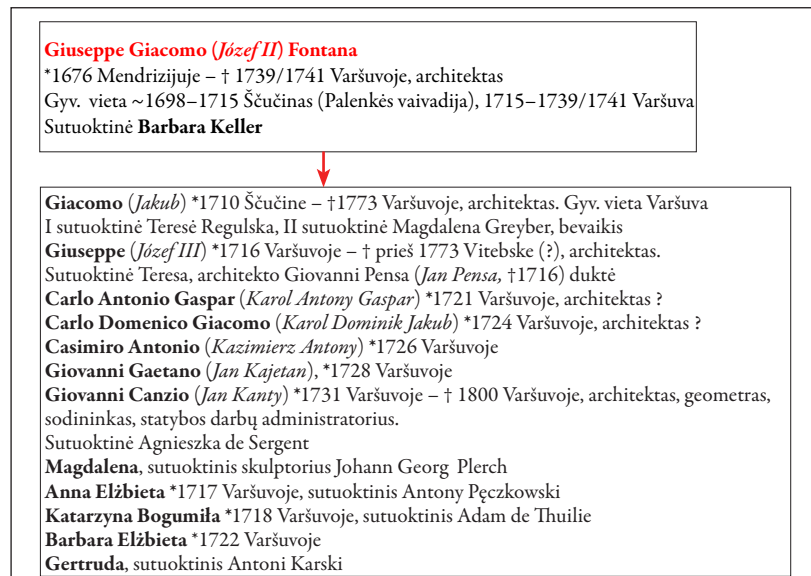 Giuseppe Giacomo (Józef II) Fontana
*1676 Mendrizijuje – † 1739/1741 Varšuvoje, architektas
Gyv. vieta ~1698–1715 Ščučinas (Palenkės vaivadija), 1715–1739/1741 Varšuva
Sutuoktinė Barbara Keller
Giacomo (Jakub) *1710 Ščučine – †1773 Varšuvoje, architektas. Gyv. vieta Varšuva
I sutuoktinė Teresė Regulska, II sutuoktinė Magdalena Greyber, bevaikis
Giuseppe (Józef III) *1716 Varšuvoje – † prieš 1773 Vitebske (?), architektas.
Sutuoktinė Teresa, architekto Giovanni Pensa (Jan Pensa, †1716) duktė
Carlo Antonio Gaspar (Karol Antony Gaspar) *1721 Varšuvoje, architektas ?
Carlo Domenico Giacomo (Karol Dominik Jakub) *1724 Varšuvoje, architektas ?
Casimiro Antonio (Kazimierz Antony) *1726 Varšuvoje
Giovanni Gaetano (Jan Kajetan), *1728 Varšuvoje
Giovanni Canzio (Jan Kanty) *1731 Varšuvoje – † 1800 Varšuvoje, architektas, geometras,
sodininkas, statybos darbų administratorius.
Sutuoktinė Agnieszka de Sergent
Magdalena, sutuoktinis skulptorius Johann Georg Plerch
Anna Elżbieta *1717 Varšuvoje, sutuoktinis Antony Pęczkowski
Katarzyna Bogumiła *1718 Varšuvoje, sutuoktinis Adam de Thuilie
Barbara Elżbieta *1722 Varšuvoje
Gertruda, sutuoktinis Antoni Karski